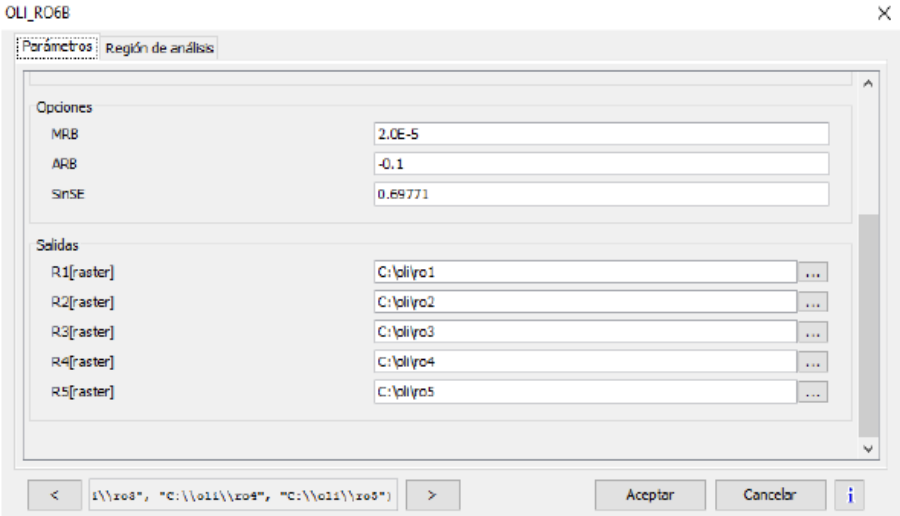 OLI_RO6B
Parámetros Región de análisis
Opciones
MRB 2.0E-5
ARB -0.1
SinSE 0.69771
Salidas
R1[raster] C:\oli\ro1 ...
R2[raster] C:\oli\ro2 ...
R3[raster] C:\oli\ro3 ...
R4[raster] C:\oli\ro4 ...
R5[raster] C:\oli\ro5 ...
< i\\ro3", "C:\\oli\\ro4", "C:\\oli\\ro5") > Aceptar Cancelar i